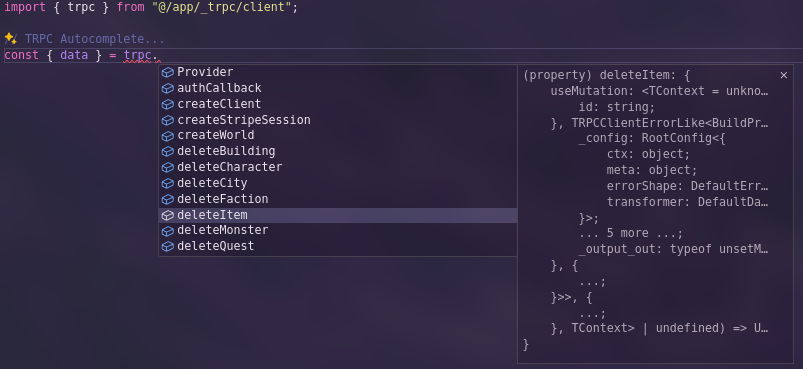 import { trpc } from "@/app/_trpc/client";
// TRPC Autocomplete...
const { data } = trpc.
Provider
authCallback
createClient
createStripeSession
createWorld
deleteBuilding
deleteCharacter
deleteCity
deleteFaction
deleteItem
deleteMonster
deleteQuest
(property) deleteItem: {
useMutation: <TContext = unkno…
id: string;
}, TRPCClientErrorLike<BuildPr…
_config: RootConfig<{
ctx: object;
meta: object;
errorShape: DefaultErr…
transformer: DefaultDa…
}>;
... 5 more ...;
_output_out: typeof unsetM…
}, {
...;
}>>, {
...;
}, TContext> | undefined) => U…
}